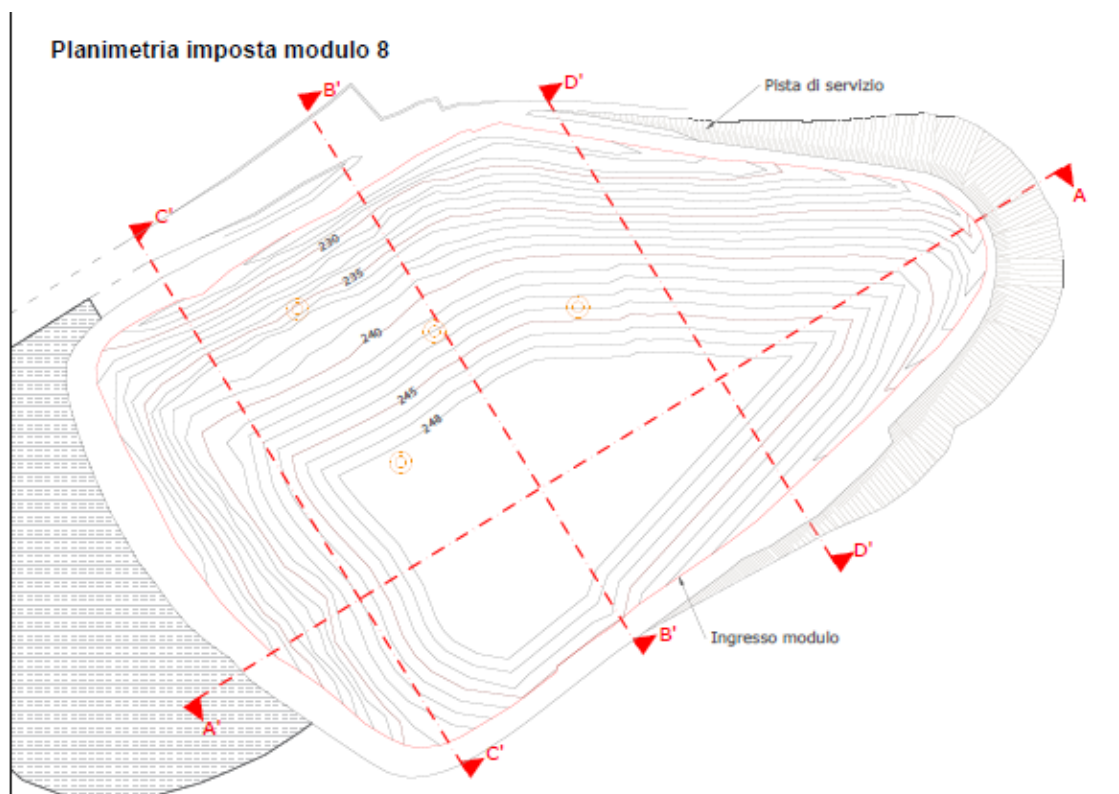 Planimetria imposta modulo 8
B'
D'
Pista di servizio
A
C'
230
235
240
245
248
D'
B'
Ingresso modulo
A'
C'